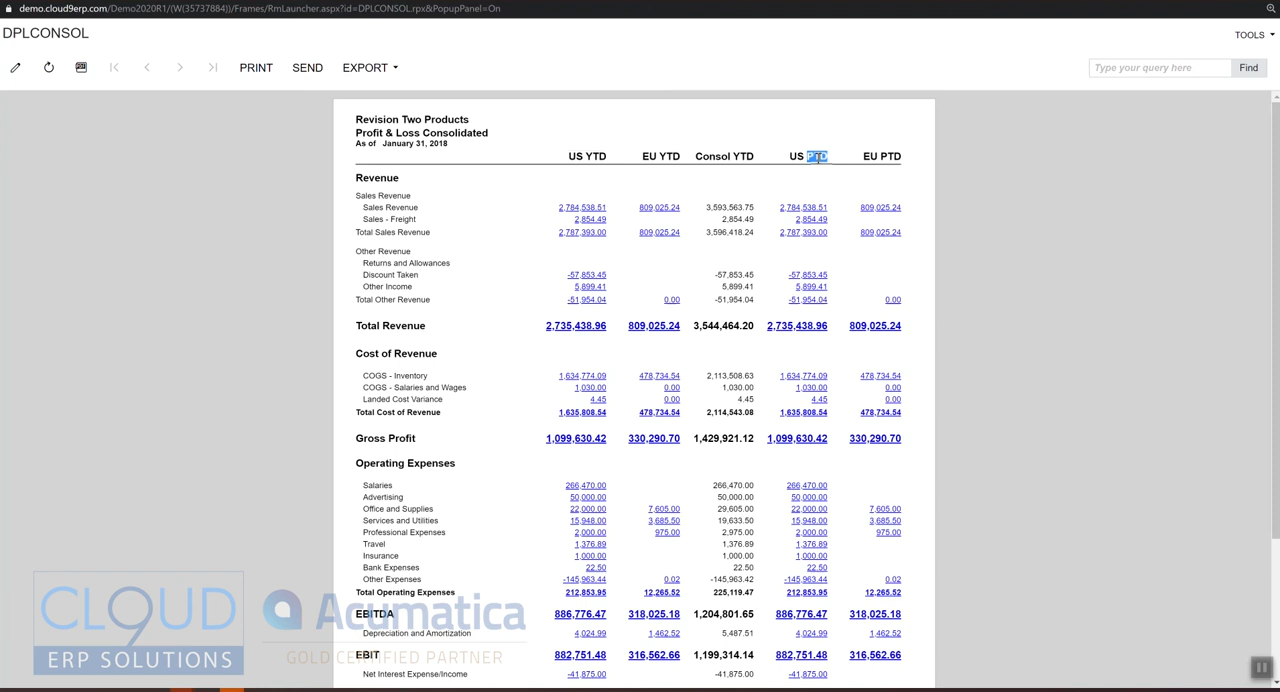 demo.cloud9erp.com/Demo2020R1/(W(35737884))/Frames/RmLauncher.aspx?id=DPLCONSOL.rpx&PopupPanel=On
DPLCONSOL
TOOLS
PRINT SEND EXPORT
Type your query here Find
Revision Two Products
Profit & Loss Consolidated
As of January 31, 2018
US YTD EU YTD Consol YTD US PTD EU PTD
Revenue
Sales Revenue
Sales Revenue 2,784,538.51 809,025.24 3,593,563.75 2,784,538.51 809,025.24
Sales - Freight 2,854.49 2,854.49 2,854.49
Total Sales Revenue 2,787,393.00 809,025.24 3,596,418.24 2,787,393.00 809,025.24
Other Revenue
Returns and Allowances
Discount Taken -57,853.45 -57,853.45 -57,853.45
Other Income 5,899.41 5,899.41 5,899.41
Total Other Revenue -51,954.04 0.00 -51,954.04 -51,954.04 0.00
Total Revenue 2,735,438.96 809,025.24 3,544,464.20 2,735,438.96 809,025.24
Cost of Revenue
COGS - Inventory 1,634,774.09 478,734.54 2,113,508.63 1,634,774.09 478,734.54
COGS - Salaries and Wages 1,030.00 0.00 1,030.00 1,030.00 0.00
Landed Cost Variance 4.45 0.00 4.45 4.45 0.00
Total Cost of Revenue 1,635,808.54 478,734.54 2,114,543.08 1,635,808.54 478,734.54
Gross Profit 1,099,630.42 330,290.70 1,429,921.12 1,099,630.42 330,290.70
Operating Expenses
Salaries 266,470.00 266,470.00 266,470.00
Advertising 50,000.00 50,000.00 50,000.00
Office and Supplies 22,000.00 7,605.00 29,605.00 22,000.00 7,605.00
Services and Utilities 15,948.00 3,685.50 19,633.50 15,948.00 3,685.50
Professional Expenses 2,000.00 975.00 2,975.00 2,000.00 975.00
Travel 1,376.89 1,376.89 1,376.89
Insurance 1,000.00 1,000.00 1,000.00
Bank Expenses 22.50 22.50 22.50
Other Expenses -145,963.44 0.02 -145,963.42 -145,963.44 0.02
Total Operating Expenses 212,853.95 12,265.52 225,119.47 212,853.95 12,265.52
EBITDA 886,776.47 318,025.18 1,204,801.65 886,776.47 318,025.18
Depreciation and Amortization 4,024.99 1,462.52 5,487.51 4,024.99 1,462.52
EBIT 882,751.48 316,562.66 1,199,314.14 882,751.48 316,562.66
Net Interest Expense/Income -41,875.00 -41,875.00 -41,875.00
CLOUD 9
ERP SOLUTIONS
Acumatica
GOLD CERTIFIED PARTNER